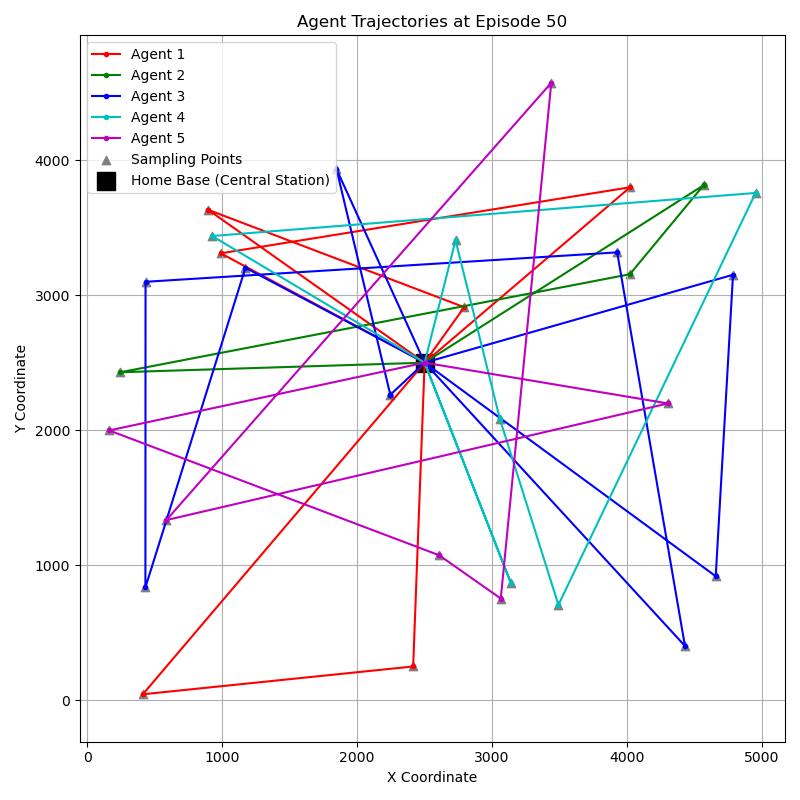 Agent Trajectories at Episode 50
Agent 1
Agent 2
Agent 3
Agent 4
Agent 5
Sampling Points
Home Base (Central Station)
Y Coordinate
4000
3000
2000
1000
0
0 1000 2000 3000 4000 5000
X Coordinate